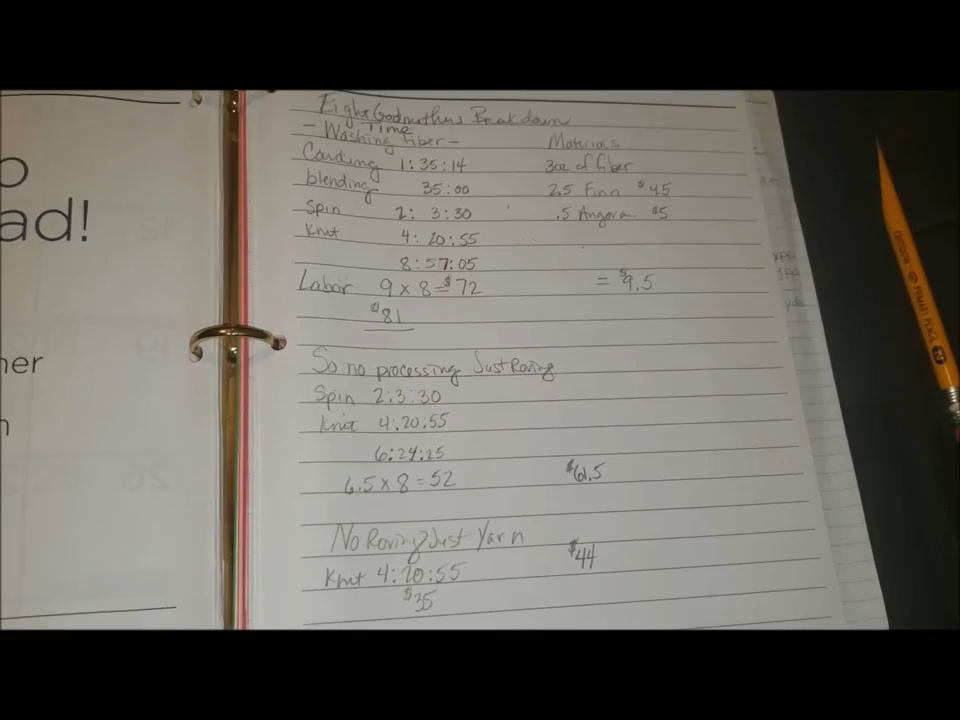 o
ad!
ner
n
Eight Godmothers Breakdown
Time
- Washing Fiber - Materials
Carding 1:35:14 3oz of fiber
blending 35:00 2.5 Finn $4.5
Spin 2: 3:30 .5 Angora $5
Knit 4: 20:55
8:57:05
Labor 9 x 8 = $72 = $9.5
$81
So no processing Just Roving
Spin 2:3:30
Knit 4:20:55
6:24:25
6.5 x 8 = 52 $61.5
No Roving Just Yarn
$44
Knit 4:20:55
$35